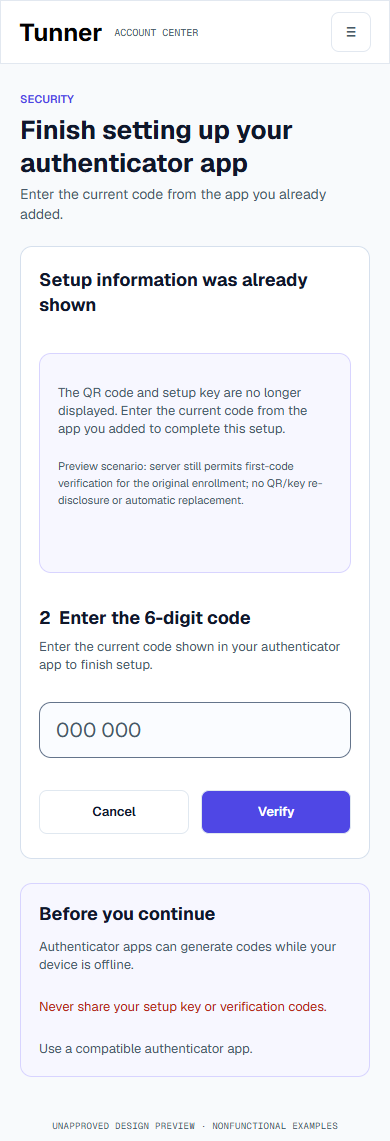 Tunner ACCOUNT CENTER
SECURITY
Finish setting up your
authenticator app
Enter the current code from the app you already
added.
Setup information was already
shown
The QR code and setup key are no longer
displayed. Enter the current code from the
app you added to complete this setup.
Preview scenario: server still permits first-code
verification for the original enrollment; no QR/key re-
disclosure or automatic replacement.
2 Enter the 6-digit code
Enter the current code shown in your authenticator
app to finish setup.
000 000
Cancel Verify
Before you continue
Authenticator apps can generate codes while your
device is offline.
Never share your setup key or verification codes.
Use a compatible authenticator app.
UNAPPROVED DESIGN PREVIEW · NONFUNCTIONAL EXAMPLES